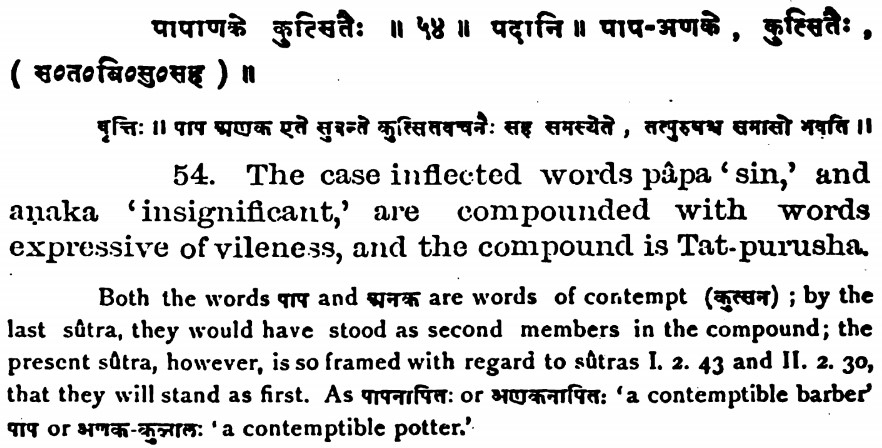 पापाणके कुत्सितैः ॥ ५४ ॥ पदानि ॥ पाप-अणके , कुत्सितैः ,
( स०त०वि०सु०सह ) ॥
वृत्तिः ॥ पाप अणक एते सुबन्ते कुत्सितवचनैः सह समस्येते , तत्पुरुषश्च समासो भवति ॥
54. The case inflected words pâpa ‘sin,’ and
aṇaka ‘insignificant,’ are compounded with words
expressive of vileness, and the compound is Tat-purusha.
Both the words पाप and अनक are words of contempt (कुत्सन) ; by the
last sûtra, they would have stood as second members in the compound; the
present sûtra, however, is so framed with regard to sûtras I. 2. 43 and II. 2. 30,
that they will stand as first. As पापनापितः or अणकनापितः ‘a contemptible barber’
पाप or अणक-कुलालः ‘a contemptible potter.’